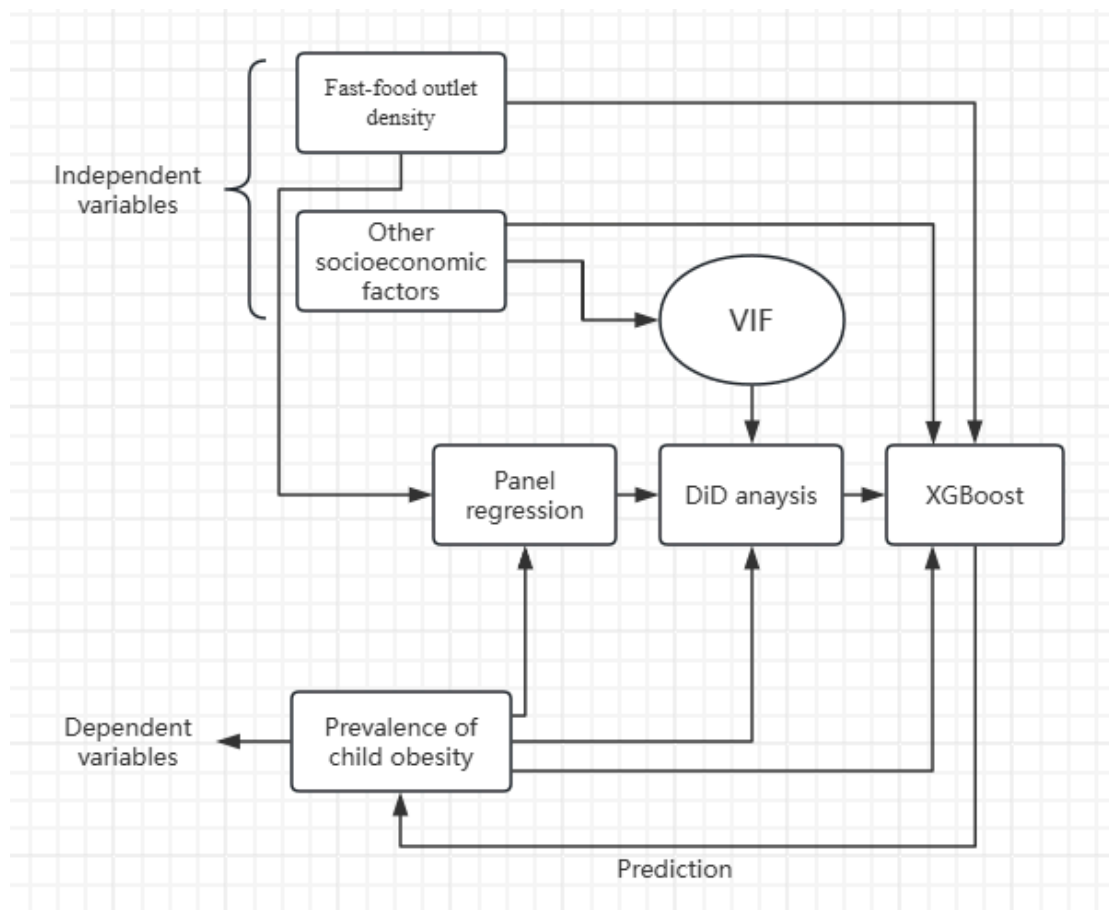 Fast-food outlet
density
Independent
variables
Other
socioeconomic
factors
VIF
Panel
regression
DiD anaysis
XGBoost
Dependent
variables
Prevalence of
child obesity
Prediction